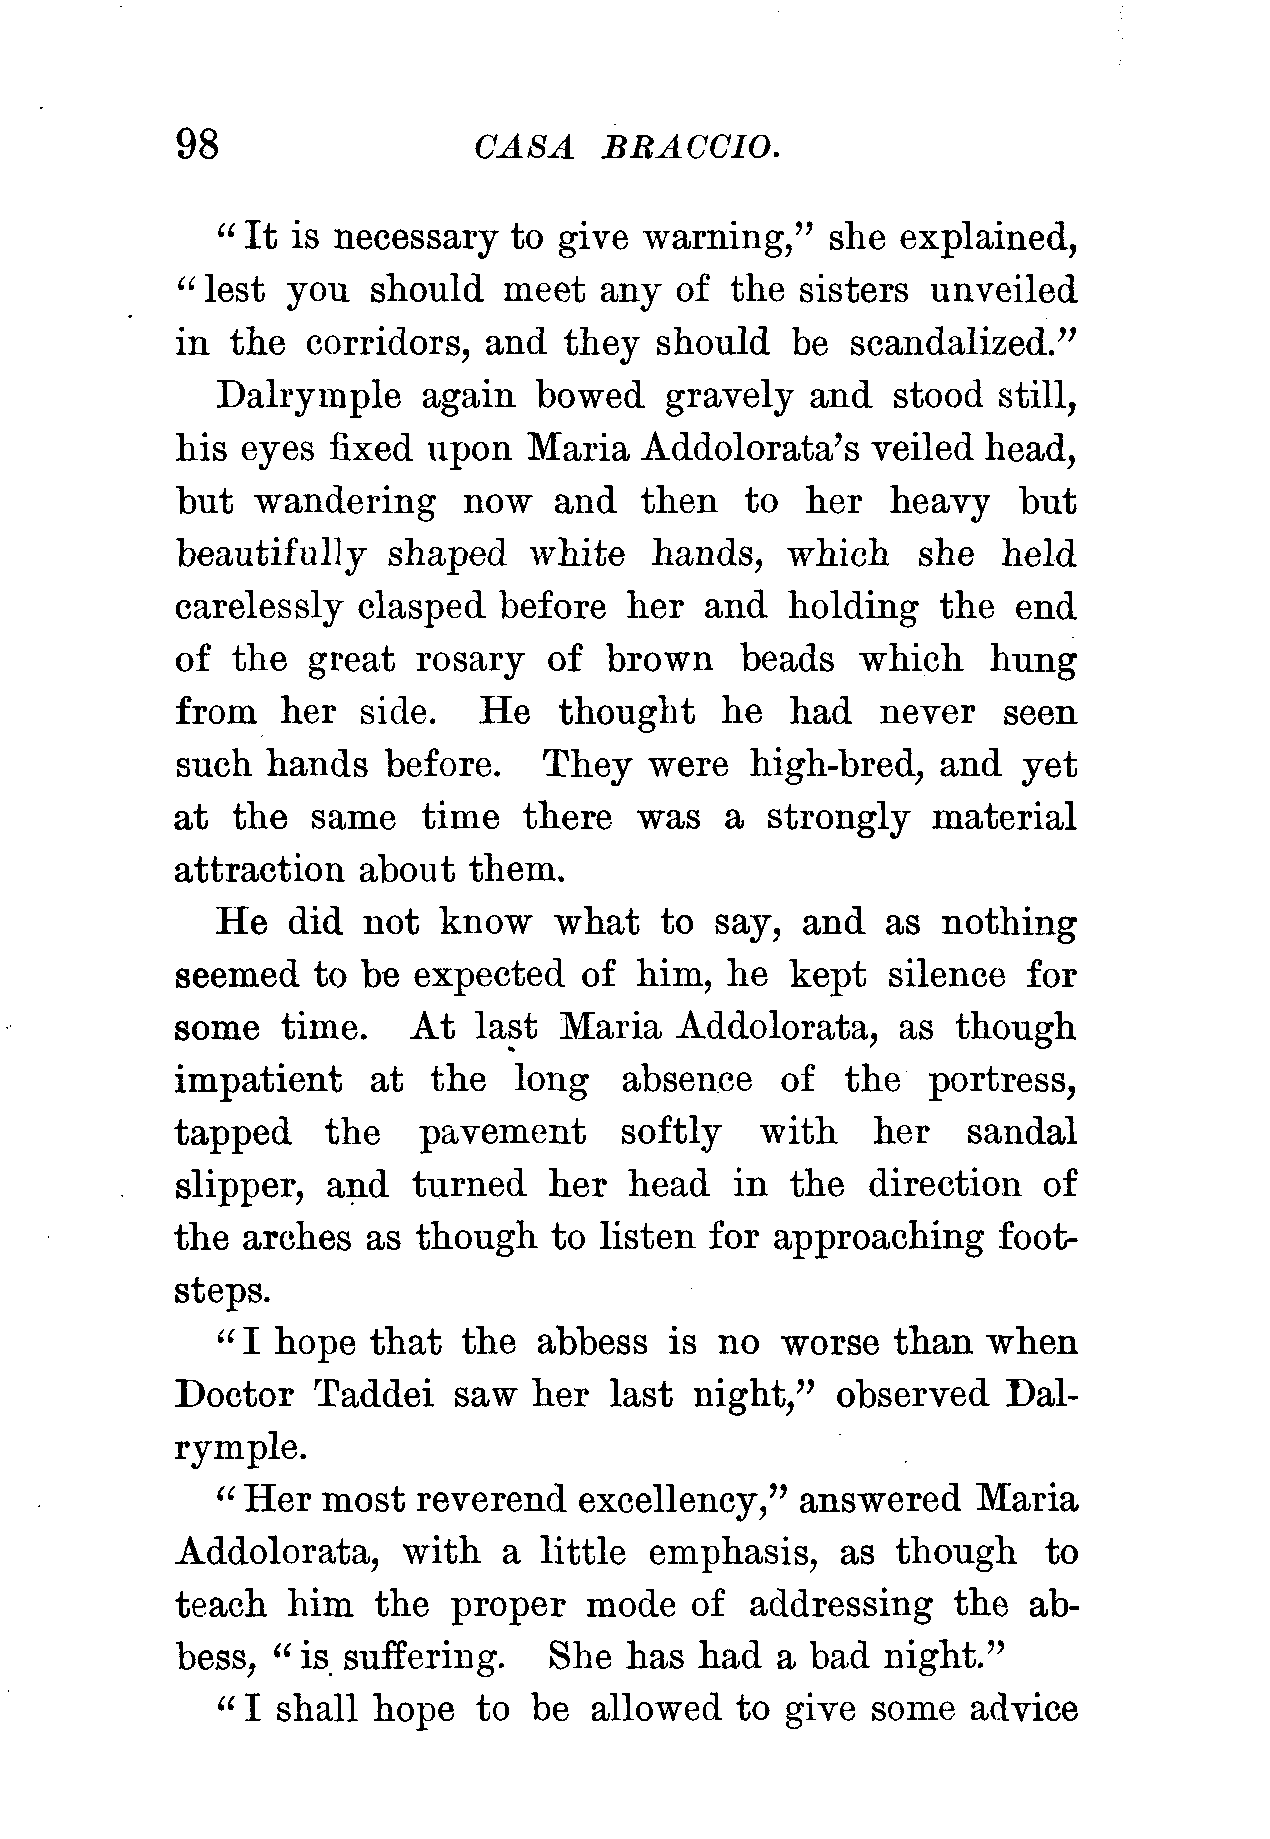 98 CASA BRACCIO.
“It is necessary to give warning,” she explained,
“lest you should meet any of the sisters unveiled
in the corridors, and they should be scandalized.”
Dalrymple again bowed gravely and stood still,
his eyes fixed upon Maria Addolorata’s veiled head,
but wandering now and then to her heavy but
beautifully shaped white hands, which she held
carelessly clasped before her and holding the end
of the great rosary of brown beads which hung
from her side. He thought he had never seen
such hands before. They were high-bred, and yet
at the same time there was a strongly material
attraction about them.
He did not know what to say, and as nothing
seemed to be expected of him, he kept silence for
some time. At last Maria Addolorata, as though
impatient at the long absence of the portress,
tapped the pavement softly with her sandal
slipper, and turned her head in the direction of
the arches as though to listen for approaching foot-
steps.
“I hope that the abbess is no worse than when
Doctor Taddei saw her last night,” observed Dal-
rymple.
“Her most reverend excellency,” answered Maria
Addolorata, with a little emphasis, as though to
teach him the proper mode of addressing the ab-
bess, “is suffering. She has had a bad night.”
“I shall hope to be allowed to give some advice